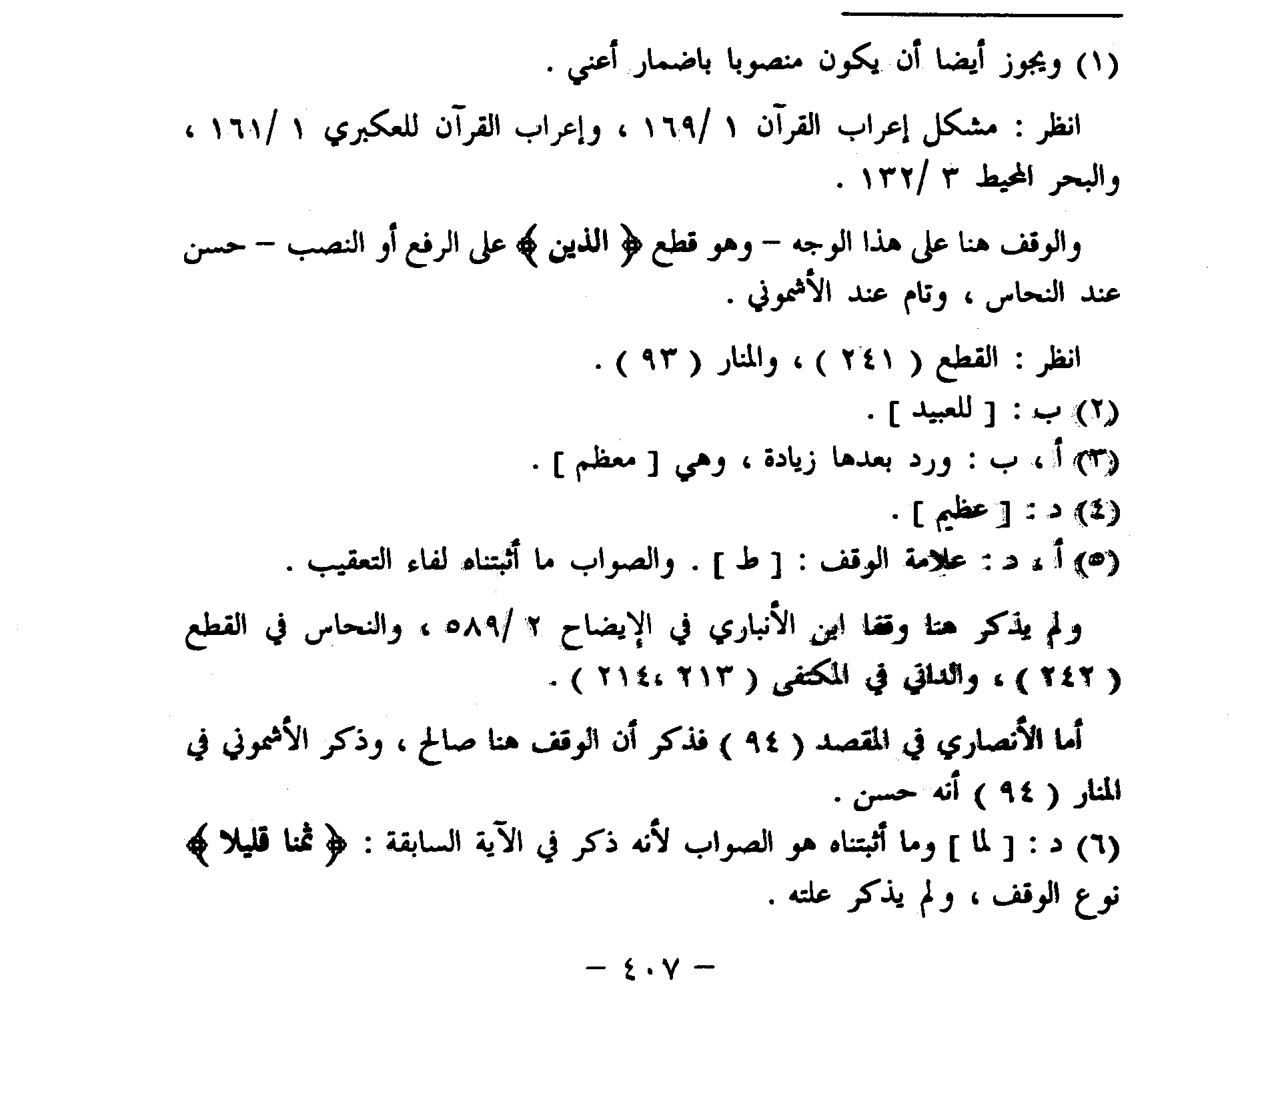 (١) ويجوز أيضا أن يكون منصوبا باضمار أعني .
انظر : مشكل إعراب القرآن ١ /١٦٩ ، وإعراب القرآن للعكبري ١ /١٦١ ،
والبحر المحيط ٣ /١٣٢ .
والوقف هنا على هذا الوجه – وهو قطع ﴿ الذين ﴾ على الرفع أو النصب – حسن
عند النحاس ، وتام عند الأشموني .
انظر : القطع ( ٢٤١ ) ، والمنار ( ٩٣ ) .
(٢) ب : [ للعبيد ] .
(٣) أ ، ب : ورد بعدها زيادة ، وهي [ معظم ] .
(٤) د : [ عظيم ] .
(٥) أ ، د : علامة الوقف : [ ط ] . والصواب ما أثبتناه لفاء التعقيب .
ولم يذكر هنا وقفا ابن الأنباري في الإيضاح ٢ /٥٨٩ ، والنحاس في القطع
( ٢٤٢ ) ، والداني في المكتفى ( ٢١٣ ،٢١٤ ) .
أما الأنصاري في المقصد ( ٩٤ ) فذكر أن الوقف هنا صالح ، وذكر الأشموني في
المنار ( ٩٤ ) أنه حسن .
(٦) د : [ لما ] وما أثبتناه هو الصواب لأنه ذكر في الآية السابقة : ﴿ ثمنا قليلا ﴾
نوع الوقف ، ولم يذكر علته .
– ٤٠٧ –